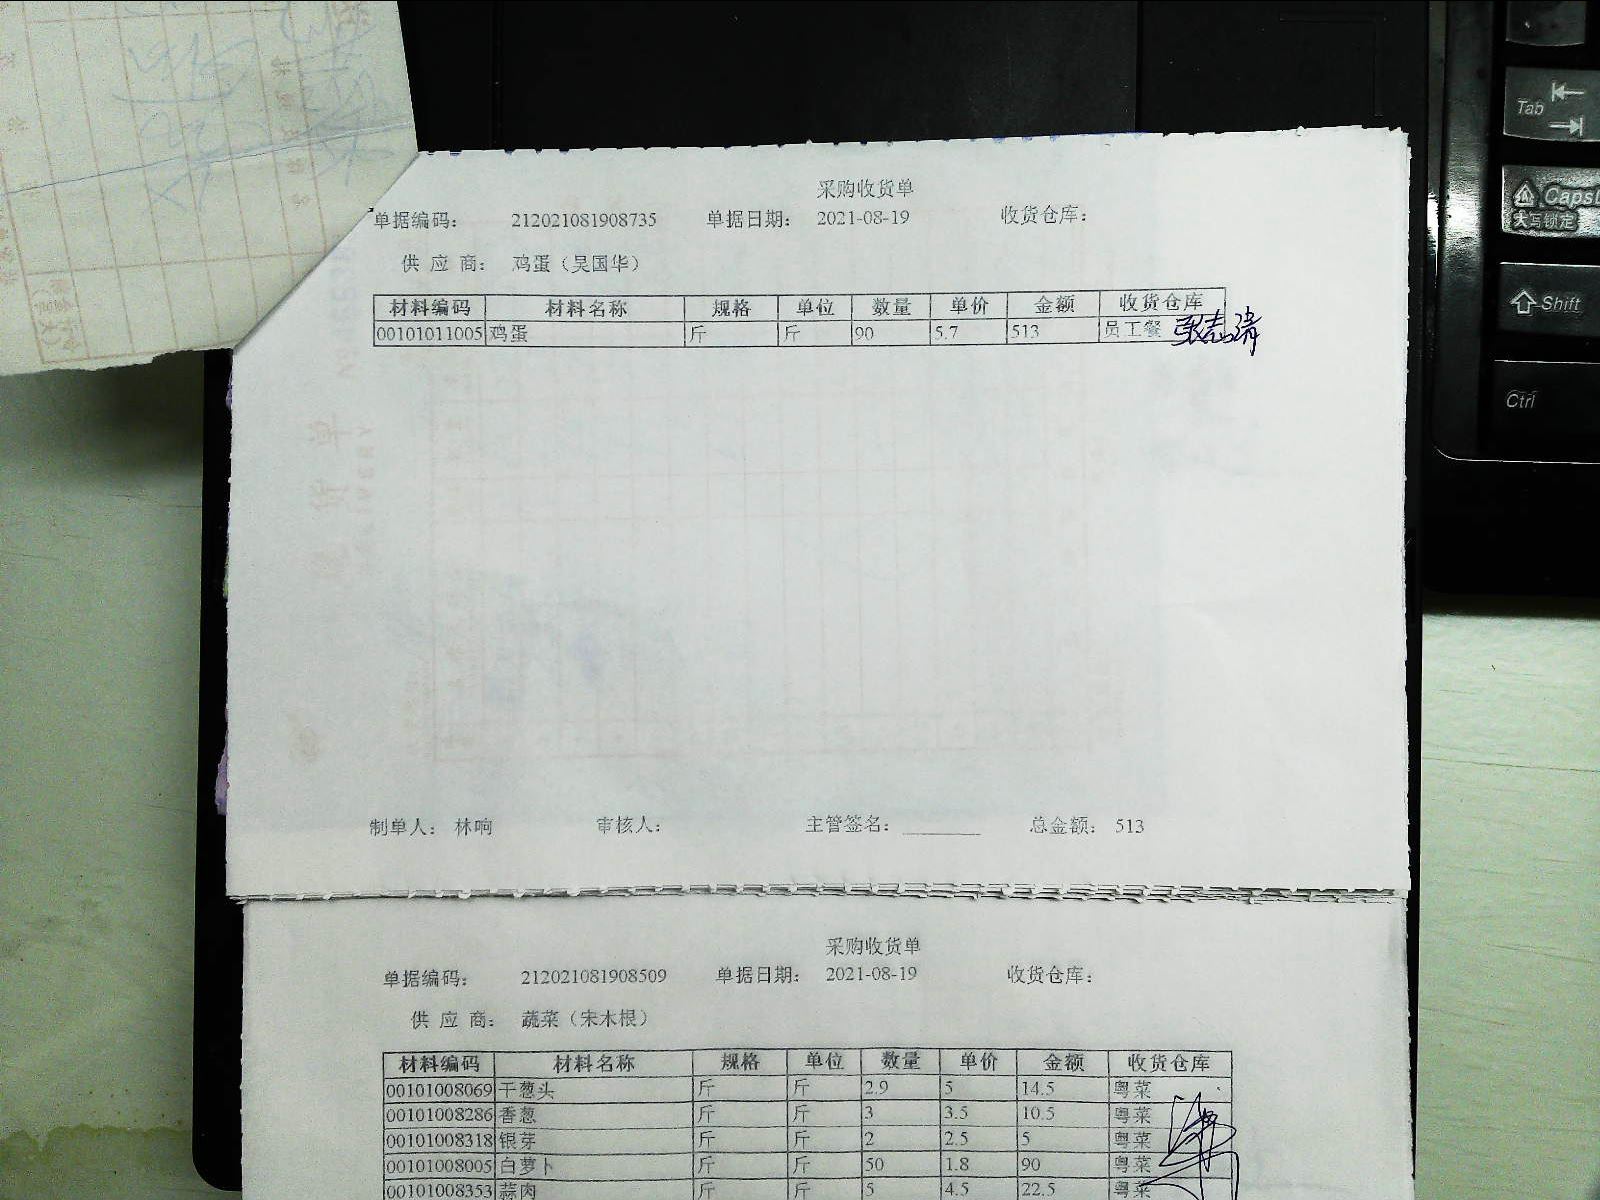 采购收货单
单据编码： 212021081908735 单据日期： 2021-08-19 收货仓库：
供 应 商： 鸡蛋（吴国华）
材料编码 材料名称 规格 单位 数量 单价 金额 收货仓库
00101011005 鸡蛋 斤 斤 90 5.7 513 员工餐
制单人： 林响 审核人： 主管签名： 总金额： 513
采购收货单
单据编码： 212021081908509 单据日期： 2021-08-19 收货仓库：
供 应 商： 蔬菜（宋木根）
材料编码 材料名称 规格 单位 数量 单价 金额 收货仓库
00101008069 干葱头 斤 斤 2.9 5 14.5 粤菜
00101008286 香葱 斤 斤 3 3.5 10.5 粤菜
00101008318 银芽 斤 斤 2 2.5 5 粤菜
00101008005 白萝卜 斤 斤 50 1.8 90 粤菜
00101008353 蒜肉 斤 斤 5 4.5 22.5 粤菜
Tab
Caps
大写锁定
Shift
Ctrl